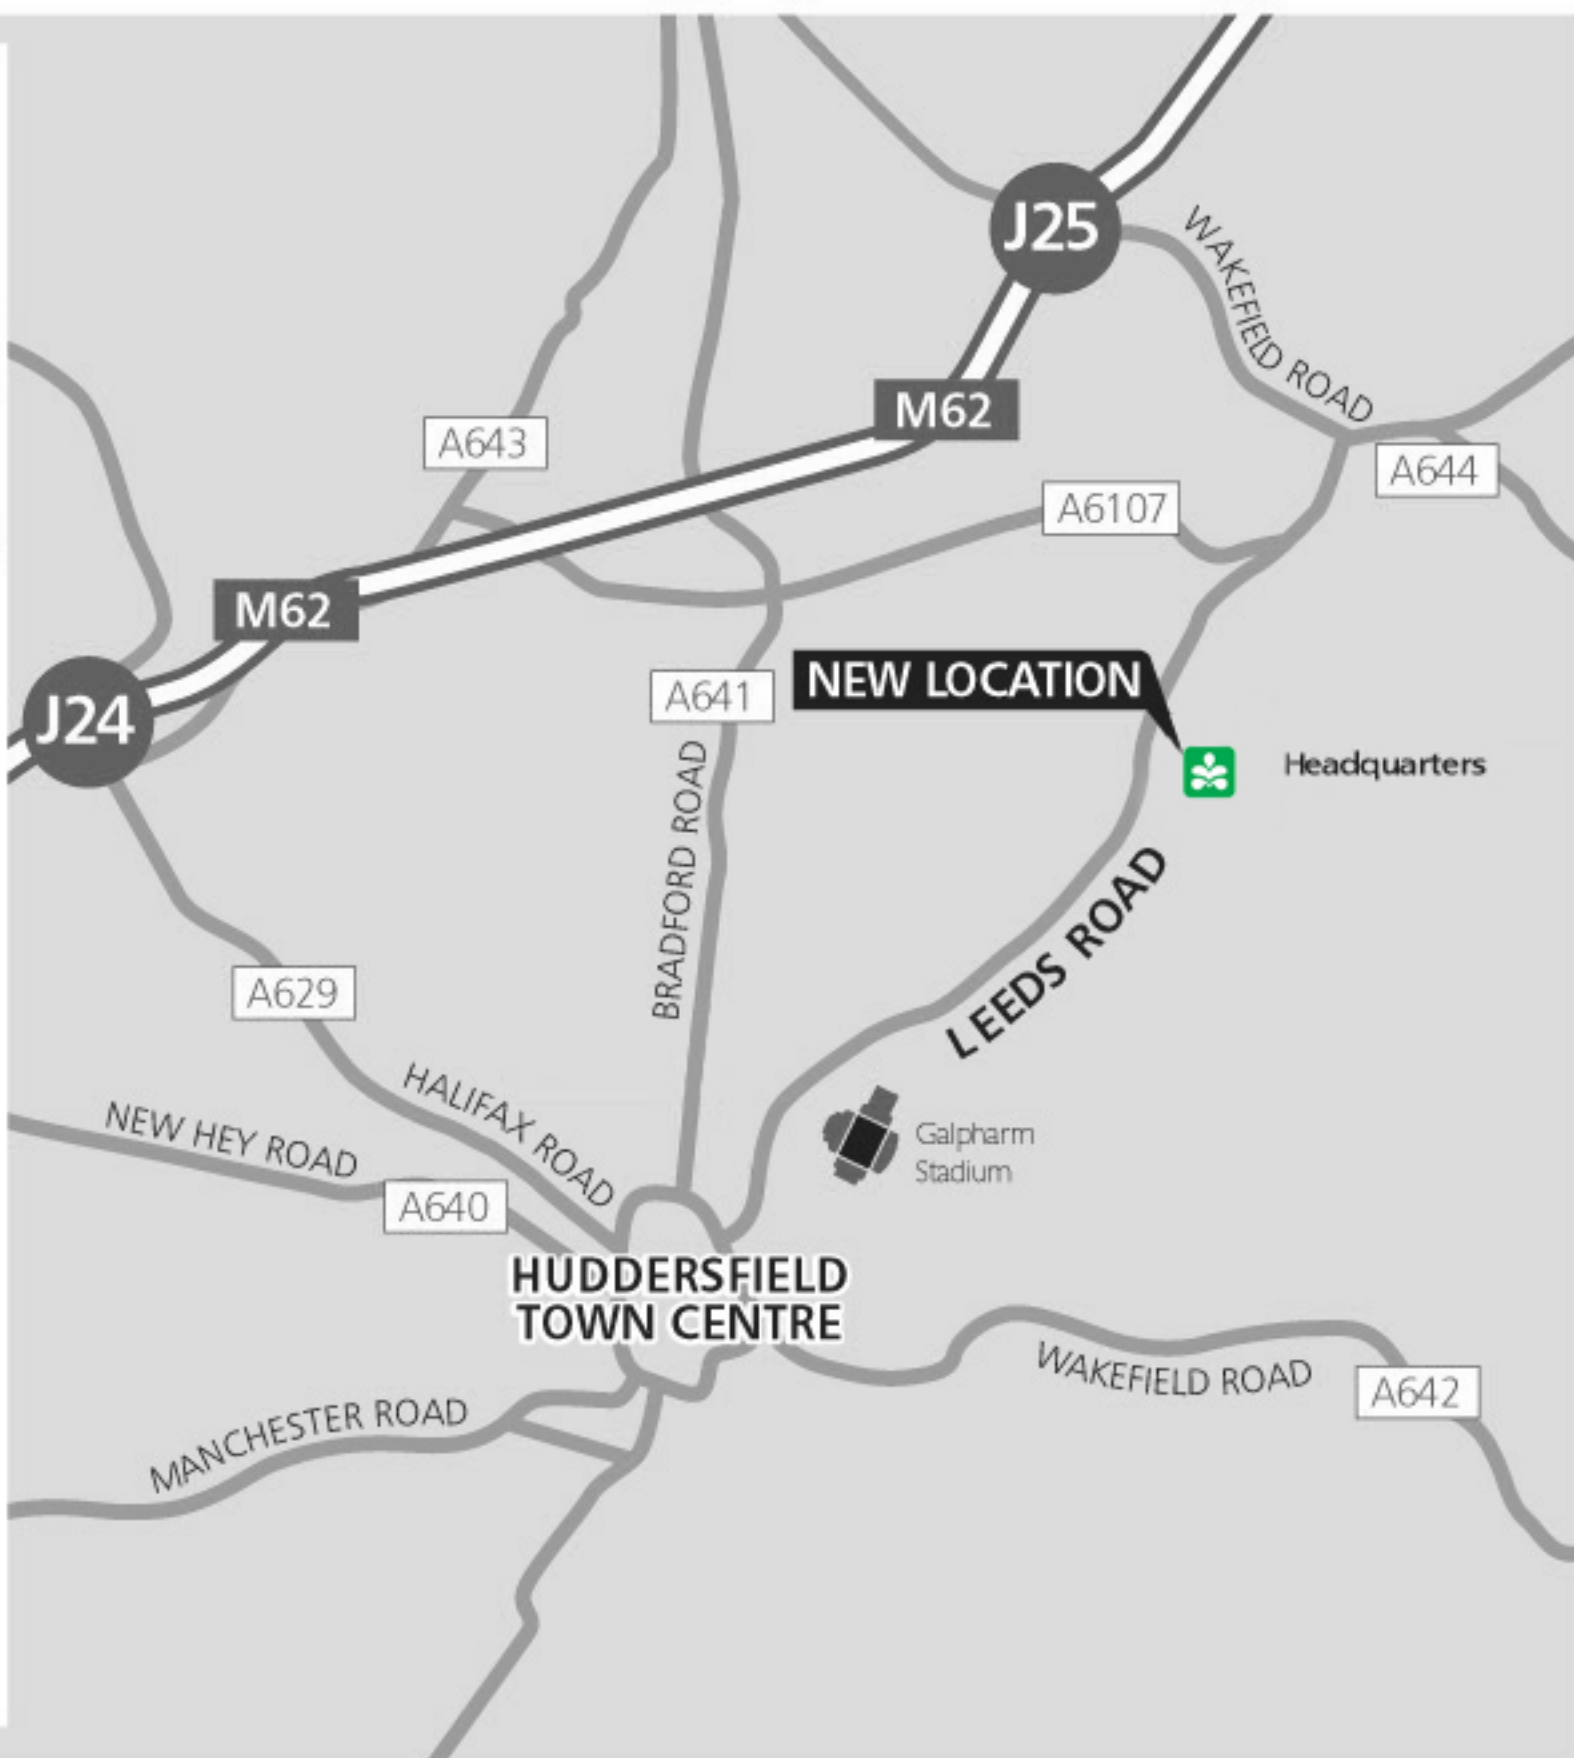 J25
WAKEFIELD ROAD
M62
A643
A644
A6107
M62
A641
NEW LOCATION
J24
Headquarters
BRADFORD ROAD
LEEDS ROAD
A629
HALIFAX ROAD
NEW HEY ROAD
Galpharm
Stadium
A640
HUDDERSFIELD
TOWN CENTRE
WAKEFIELD ROAD
A642
MANCHESTER ROAD